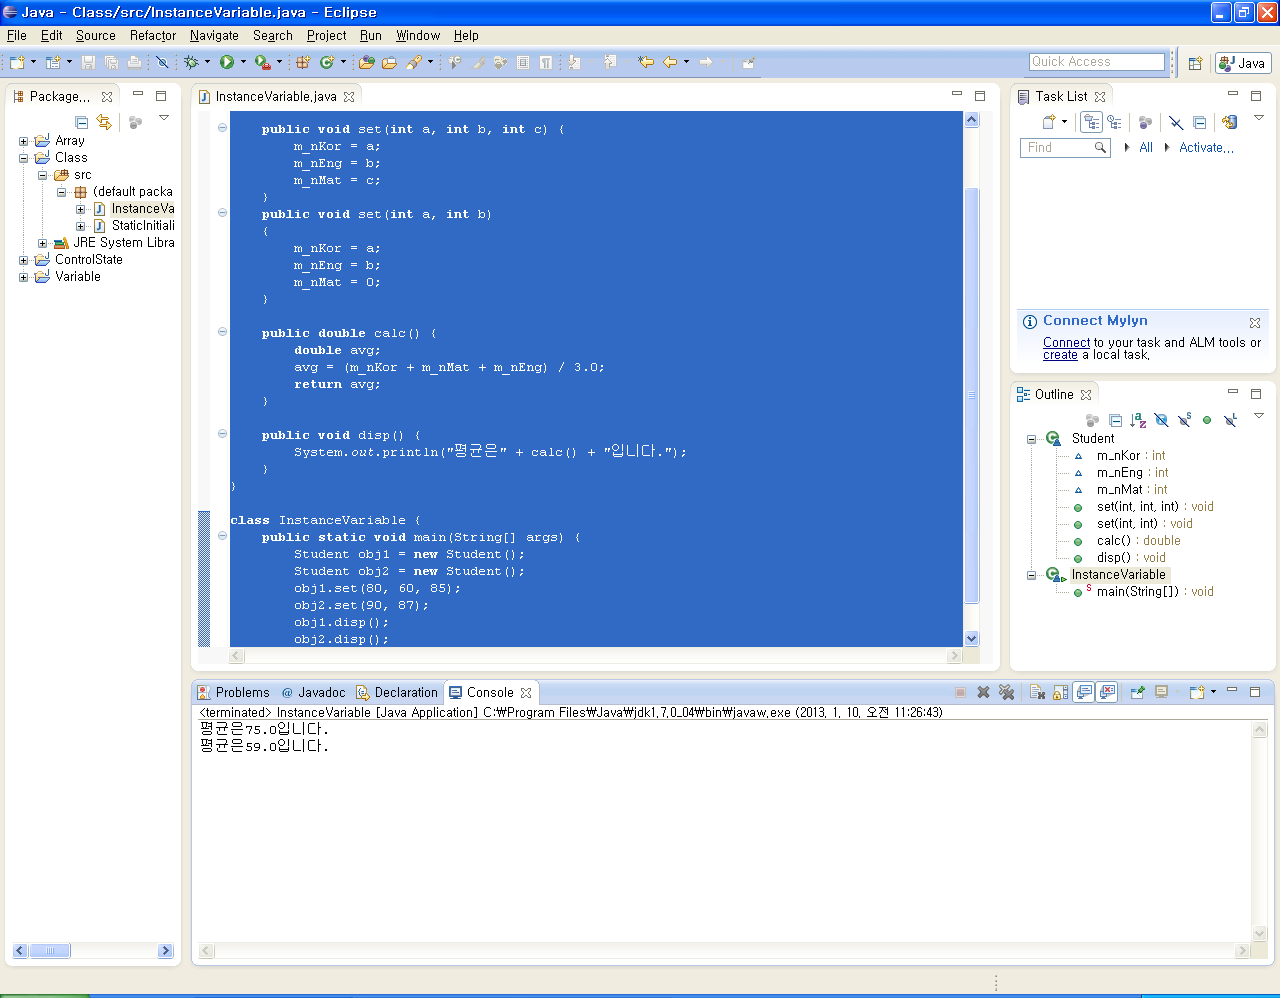 Java - Class/src/InstanceVariable.java - Eclipse
File Edit Source Refactor Navigate Search Project Run Window Help
Quick Access
Java
Package...
Array
Class
src
(default packa
InstanceVa
StaticInitiali
JRE System Libra
ControlState
Variable
InstanceVariable.java
public void set(int a, int b, int c) {
m_nKor = a;
m_nEng = b;
m_nMat = c;
}
public void set(int a, int b)
{
m_nKor = a;
m_nEng = b;
m_nMat = 0;
}
public double calc() {
double avg;
avg = (m_nKor + m_nMat + m_nEng) / 3.0;
return avg;
}
public void disp() {
System.out.println("평균은" + calc() + "입니다.");
}
}
class InstanceVariable {
public static void main(String[] args) {
Student obj1 = new Student();
Student obj2 = new Student();
obj1.set(80, 60, 85);
obj2.set(90, 87);
obj1.disp();
obj2.disp();
Task List
Find
All
Activate...
Connect Mylyn
Connect to your task and ALM tools or
create a local task.
Outline
Student
m_nKor : int
m_nEng : int
m_nMat : int
set(int, int, int) : void
set(int, int) : void
calc() : double
disp() : void
InstanceVariable
main(String[]) : void
Problems @ Javadoc Declaration Console
<terminated> InstanceVariable [Java Application] C:₩Program Files₩Java₩jdk1.7.0_04₩bin₩javaw.exe (2013. 1. 10. 오전 11:26:43)
평균은75.0입니다.
평균은59.0입니다.